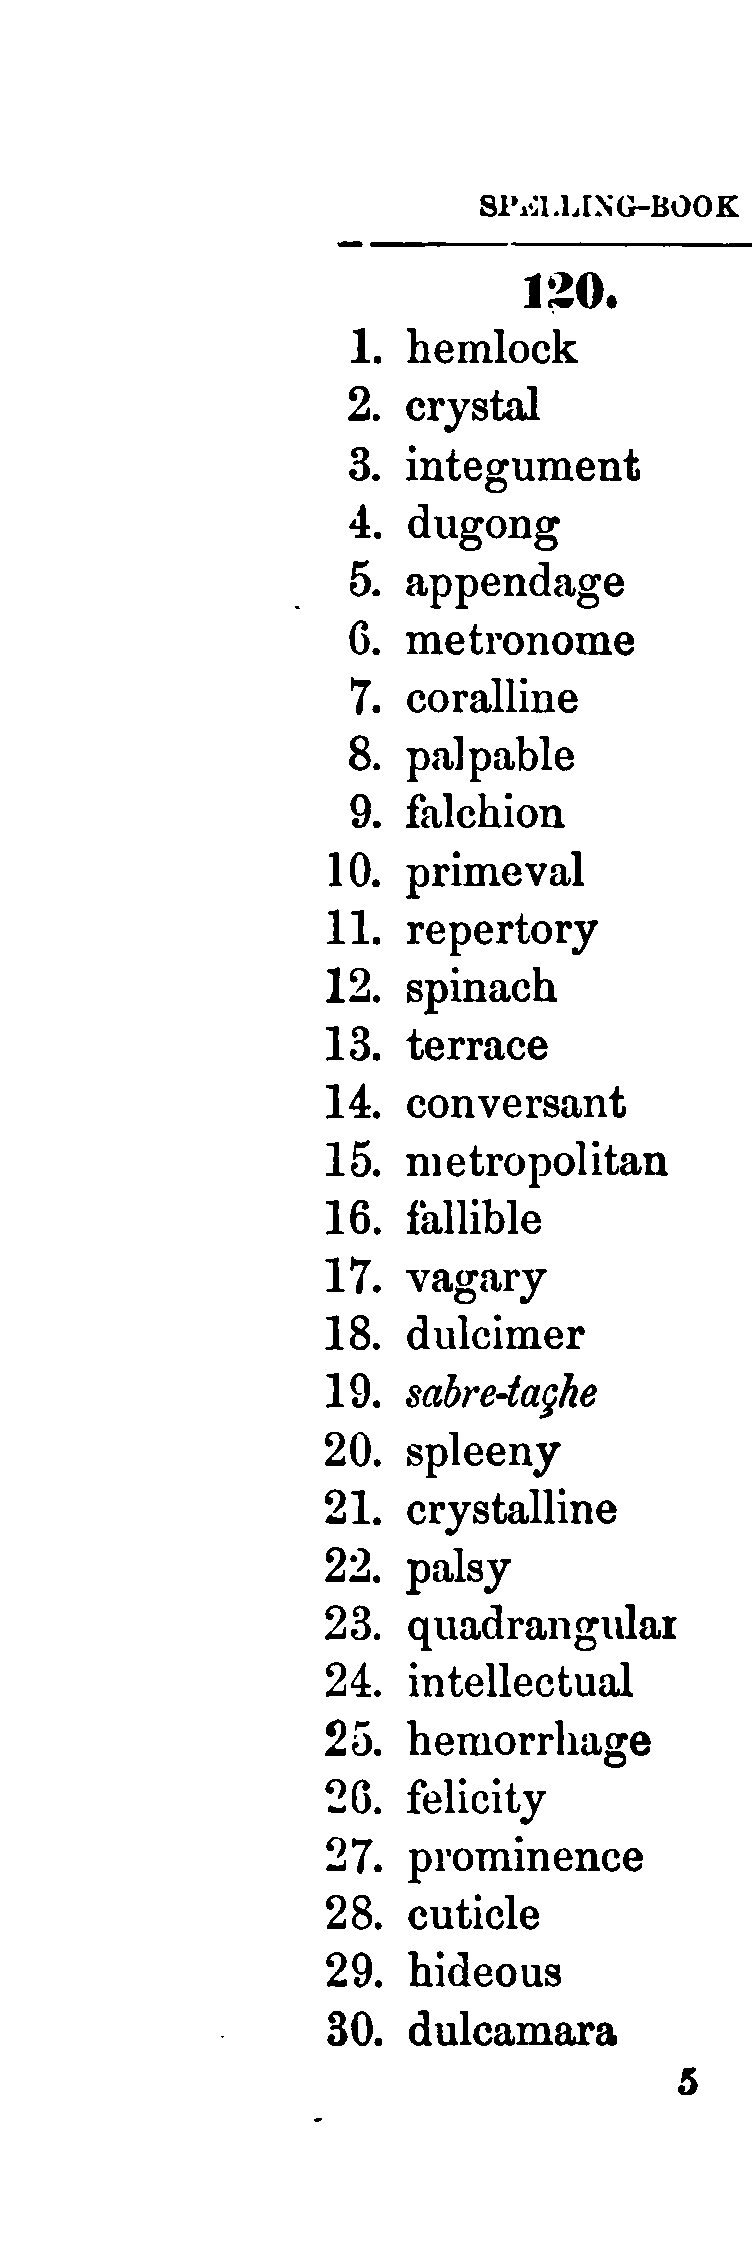 SPELLING-BOOK
120.
1. hemlock
2. crystal
3. integument
4. dugong
5. appendage
6. metronome
7. coralline
8. palpable
9. falchion
10. primeval
11. repertory
12. spinach
13. terrace
14. conversant
15. metropolitan
16. fallible
17. vagary
18. dulcimer
19. sabre-taçhe
20. spleeny
21. crystalline
22. palsy
23. quadrangular
24. intellectual
25. hemorrhage
26. felicity
27. prominence
28. cuticle
29. hideous
30. dulcamara
5